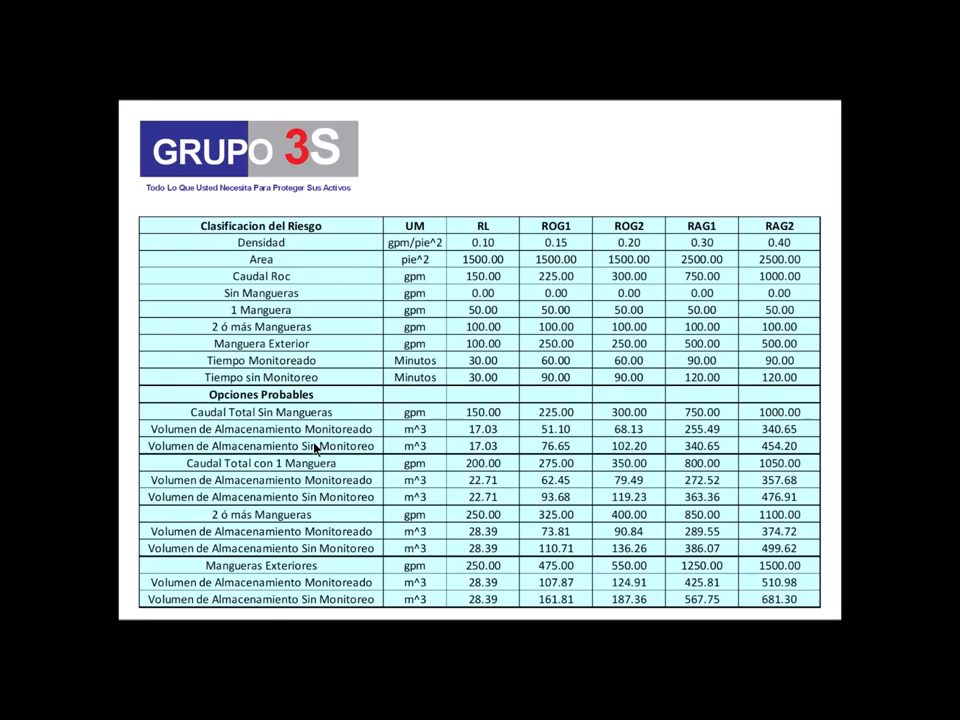 GRUPO 3S
Todo Lo Que Usted Necesita Para Proteger Sus Activos
Clasificacion del Riesgo UM RL ROG1 ROG2 RAG1 RAG2
Densidad gpm/pie^2 0.10 0.15 0.20 0.30 0.40
Area pie^2 1500.00 1500.00 1500.00 2500.00 2500.00
Caudal Roc gpm 150.00 225.00 300.00 750.00 1000.00
Sin Mangueras gpm 0.00 0.00 0.00 0.00 0.00
1 Manguera gpm 50.00 50.00 50.00 50.00 50.00
2 ó más Mangueras gpm 100.00 100.00 100.00 100.00 100.00
Manguera Exterior gpm 100.00 250.00 250.00 500.00 500.00
Tiempo Monitoreado Minutos 30.00 60.00 60.00 90.00 90.00
Tiempo sin Monitoreo Minutos 30.00 90.00 90.00 120.00 120.00
Opciones Probables
Caudal Total Sin Mangueras gpm 150.00 225.00 300.00 750.00 1000.00
Volumen de Almacenamiento Monitoreado m^3 17.03 51.10 68.13 255.49 340.65
Volumen de Almacenamiento Sin Monitoreo m^3 17.03 76.65 102.20 340.65 454.20
Caudal Total con 1 Manguera gpm 200.00 275.00 350.00 800.00 1050.00
Volumen de Almacenamiento Monitoreado m^3 22.71 62.45 79.49 272.52 357.68
Volumen de Almacenamiento Sin Monitoreo m^3 22.71 93.68 119.23 363.36 476.91
2 ó más Mangueras gpm 250.00 325.00 400.00 850.00 1100.00
Volumen de Almacenamiento Monitoreado m^3 28.39 73.81 90.84 289.55 374.72
Volumen de Almacenamiento Sin Monitoreo m^3 28.39 110.71 136.26 386.07 499.62
Mangueras Exteriores gpm 250.00 475.00 550.00 1250.00 1500.00
Volumen de Almacenamiento Monitoreado m^3 28.39 107.87 124.91 425.81 510.98
Volumen de Almacenamiento Sin Monitoreo m^3 28.39 161.81 187.36 567.75 681.30